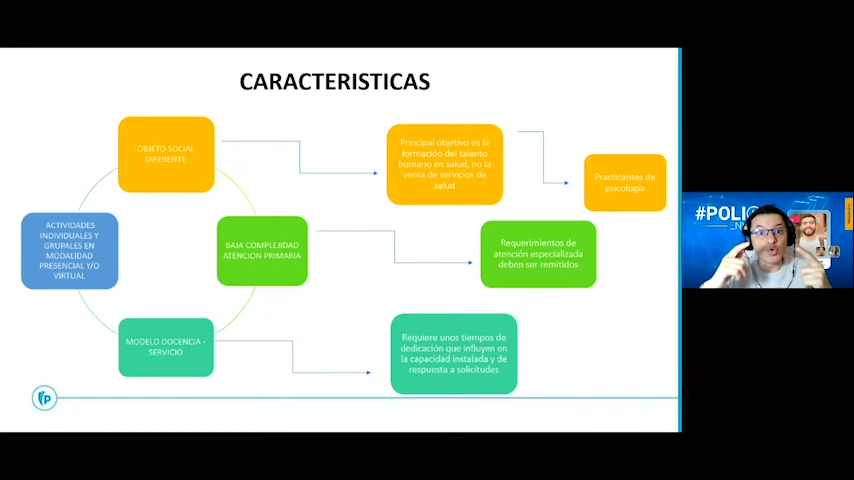 CARACTERISTICAS
OBJETO SOCIAL
DIFERENTE
Principal objetivo es la
formación del talento
humano en salud, no la
venta de servicios de
salud
Practicantes de
psicología
ACTIVIDADES
INDIVIDUALES Y
GRUPALES EN
MODALIDAD
PRESENCIAL Y/O
VIRTUAL
BAJA COMPLEJIDAD
ATENCION PRIMARIA
Requerimientos de
atención especializada
deben ser remitidos
MODELO DOCENCIA -
SERVICIO
Requiere unos tiempos de
dedicación que influyen en
la capacidad instalada y de
respuesta a solicitudes
p
#POLI